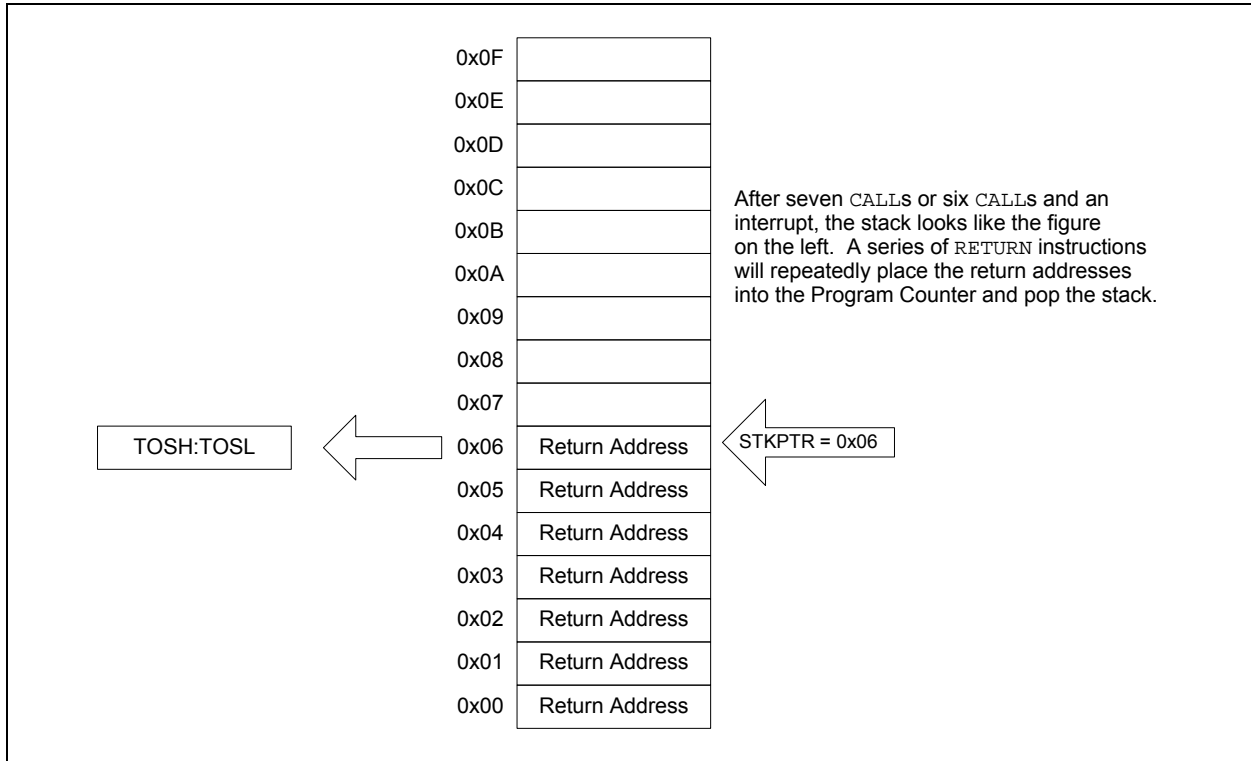 0x0F
0x0E
0x0D
0x0C
0x0B
0x0A
0x09
0x08
0x07
0x06 Return Address
0x05 Return Address
0x04 Return Address
0x03 Return Address
0x02 Return Address
0x01 Return Address
0x00 Return Address
TOSH:TOSL
STKPTR = 0x06
After seven CALLs or six CALLs and an
interrupt, the stack looks like the figure
on the left. A series of RETURN instructions
will repeatedly place the return addresses
into the Program Counter and pop the stack.